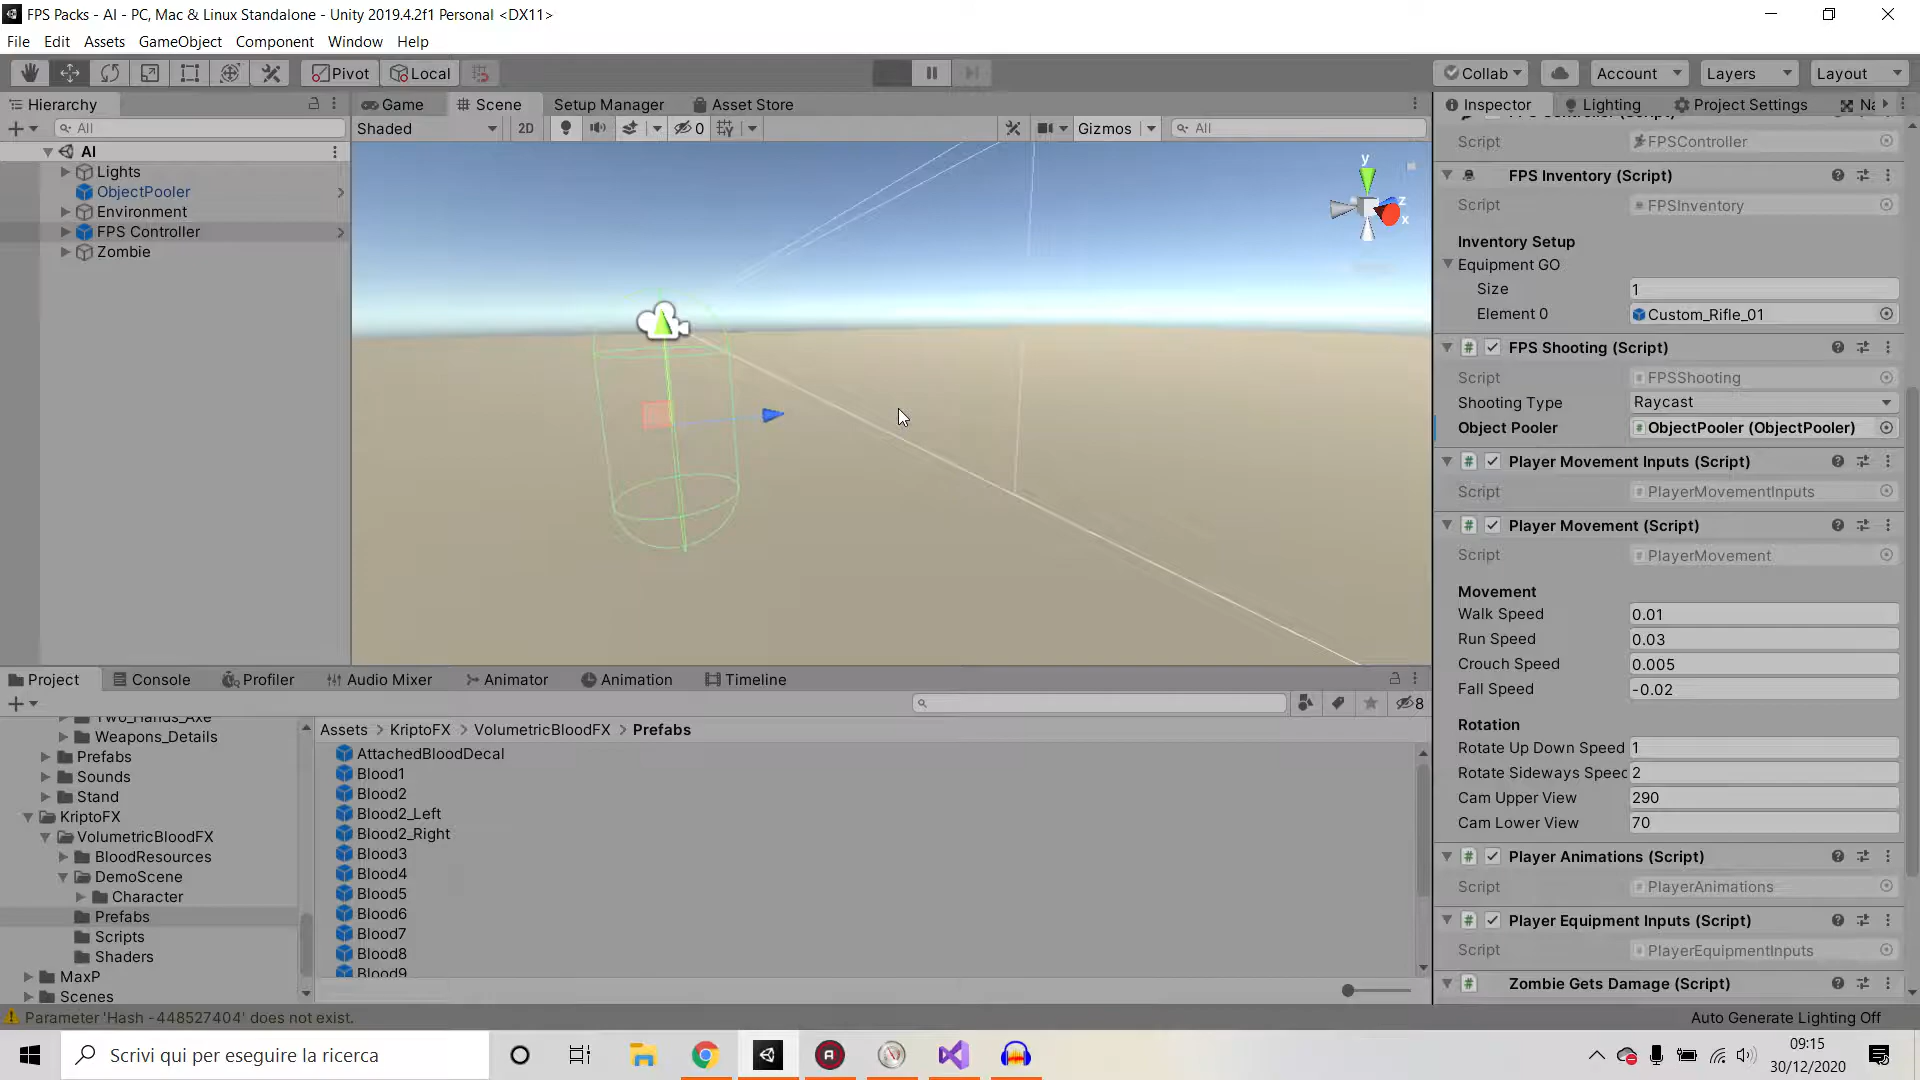 FPS Packs - AI - PC, Mac & Linux Standalone - Unity 2019.4.2f1 Personal <DX11>
File Edit Assets GameObject Component Window Help
Pivot Local Collab Account Layers Layout
Hierarchy
All
AI
Lights
ObjectPooler
Environment
FPS Controller
Zombie
Game Scene Setup Manager Asset Store
Shaded 2D 0 Gizmos All
y
z
x
Inspector Lighting Project Settings Na
Script FPSController
FPS Inventory (Script)
Script FPSInventory
Inventory Setup
Equipment GO
Size 1
Element 0 Custom_Rifle_01
FPS Shooting (Script)
Script FPSShooting
Shooting Type Raycast
Object Pooler ObjectPooler (ObjectPooler)
Player Movement Inputs (Script)
Script PlayerMovementInputs
Player Movement (Script)
Script PlayerMovement
Movement
Walk Speed 0.01
Run Speed 0.03
Crouch Speed 0.005
Fall Speed -0.02
Rotation
Rotate Up Down Speed 1
Rotate Sideways Speed 2
Cam Upper View 290
Cam Lower View 70
Player Animations (Script)
Script PlayerAnimations
Player Equipment Inputs (Script)
Script PlayerEquipmentInputs
Zombie Gets Damage (Script)
Project Console Profiler Audio Mixer Animator Animation Timeline
8
Two_Hands_Axe
Weapons_Details
Prefabs
Sounds
Stand
KriptoFX
VolumetricBloodFX
BloodResources
DemoScene
Character
Prefabs
Scripts
Shaders
MaxP
Scenes
Assets > KriptoFX > VolumetricBloodFX > Prefabs
AttachedBloodDecal
Blood1
Blood2
Blood2_Left
Blood2_Right
Blood3
Blood4
Blood5
Blood6
Blood7
Blood8
Blood9
Parameter 'Hash -448527404' does not exist.
Auto Generate Lighting Off
Scrivi qui per eseguire la ricerca
09:15
30/12/2020